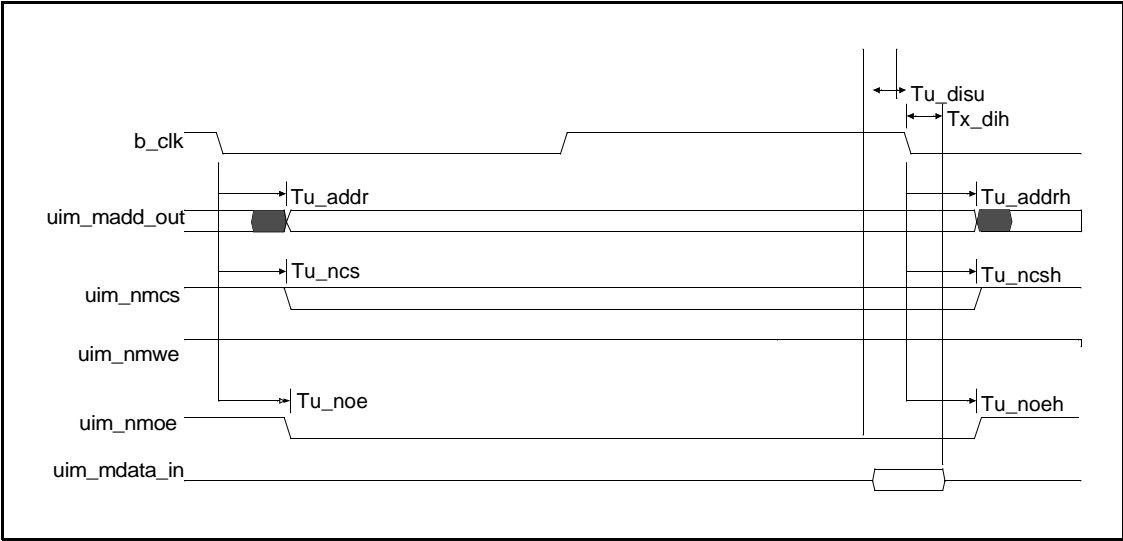 Tu_disu
Tx_dih
b_clk
Tu_addr
Tu_addrh
uim_madd_out
Tu_ncs
Tu_ncsh
uim_nmcs
uim_nmwe
Tu_noe
Tu_noeh
uim_nmoe
uim_mdata_in